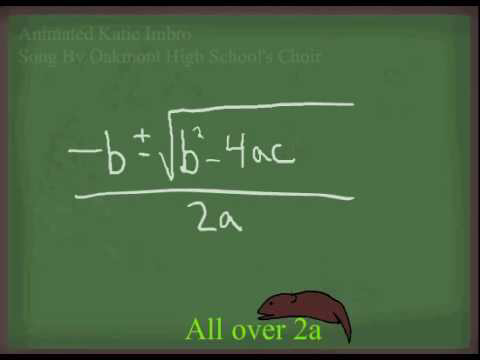 Animated Katie Imbro
Song By Oakmont High School's Choir
-b ± √b² - 4ac
2a
All over 2a